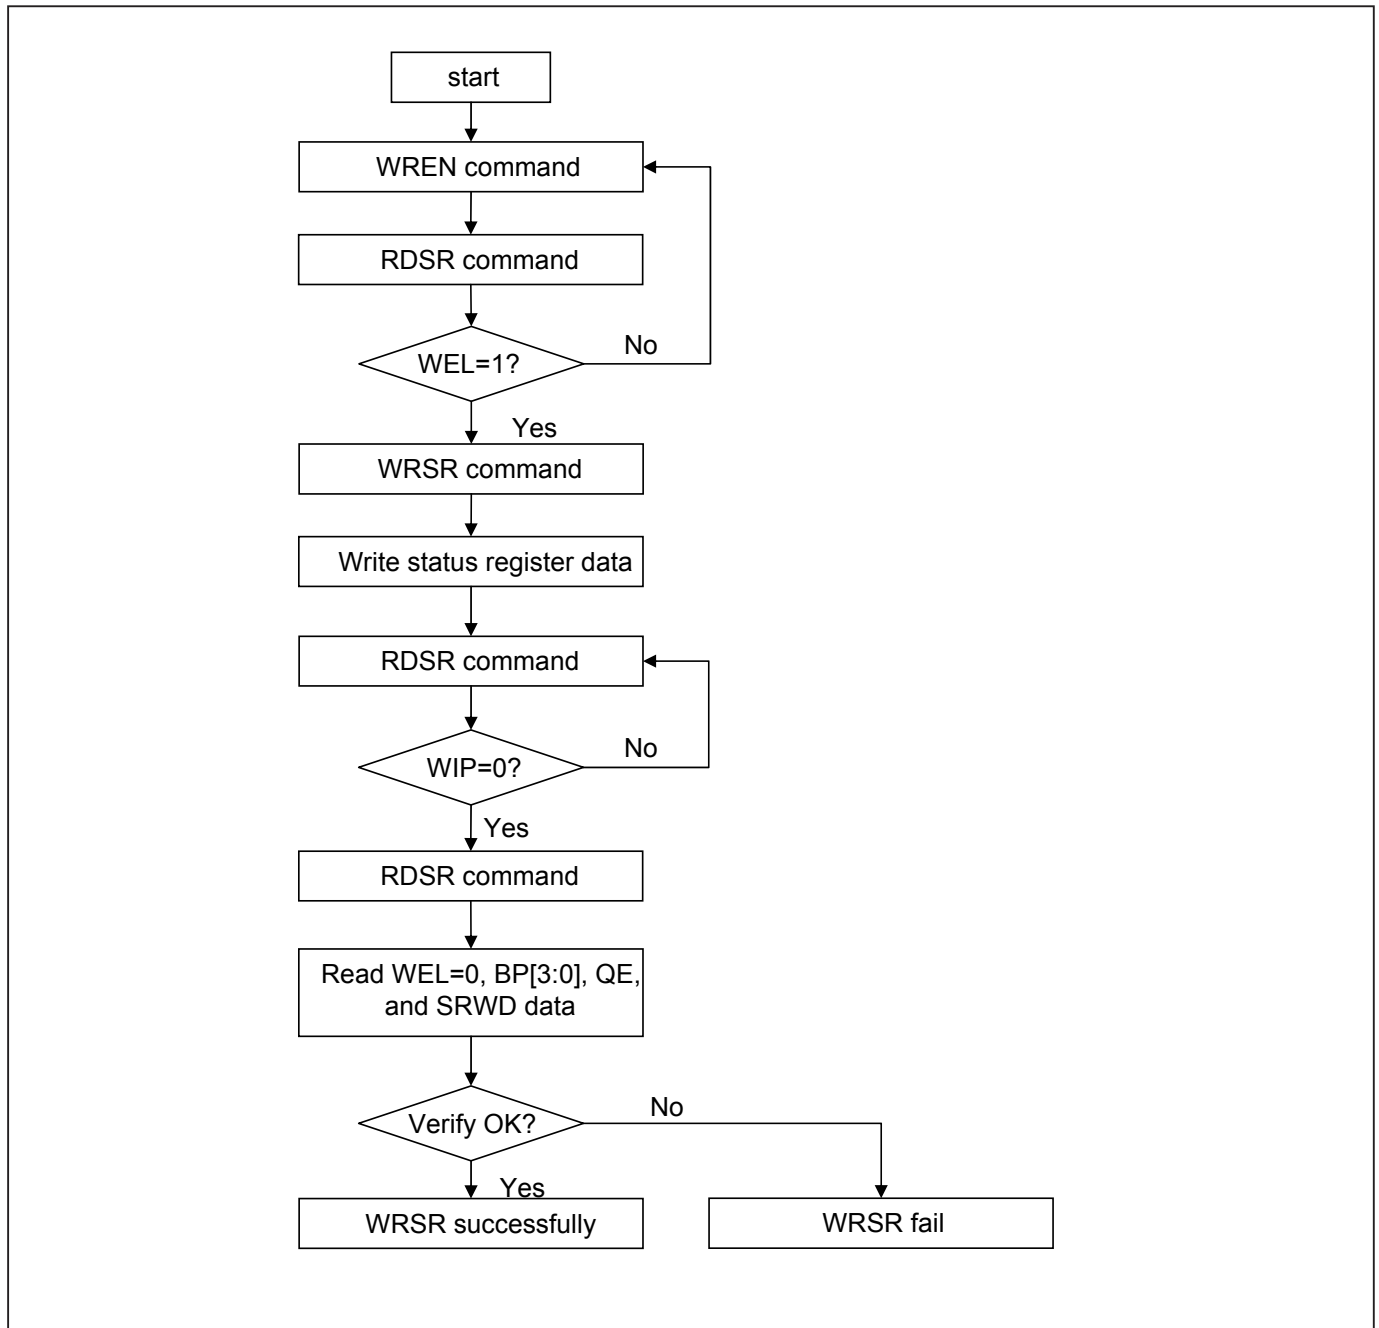 start
WREN command
RDSR command
WEL=1?
No
Yes
WRSR command
Write status register data
RDSR command
WIP=0?
No
Yes
RDSR command
Read WEL=0, BP[3:0], QE,
and SRWD data
Verify OK?
No
Yes
WRSR successfully
WRSR fail